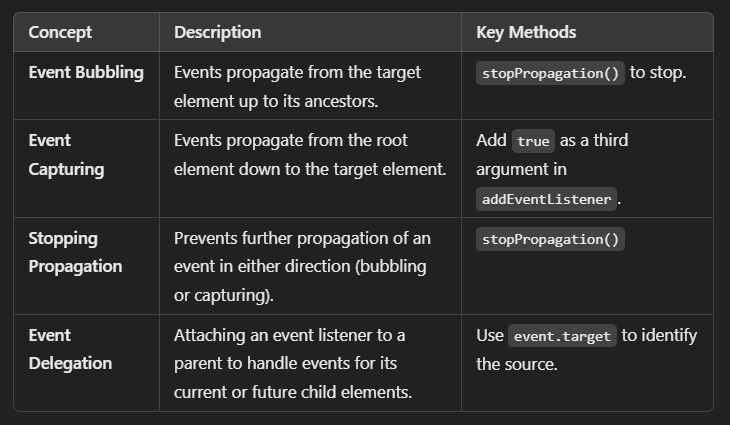 Concept Description Key Methods
Event Bubbling Events propagate from the target stopPropagation() to stop.
element up to its ancestors.
Event Events propagate from the root Add true as a third
Capturing element down to the target element. argument in
addEventListener.
Stopping Prevents further propagation of an stopPropagation()
Propagation event in either direction (bubbling
or capturing).
Event Attaching an event listener to a Use event.target to identify
Delegation parent to handle events for its the source.
current or future child elements.